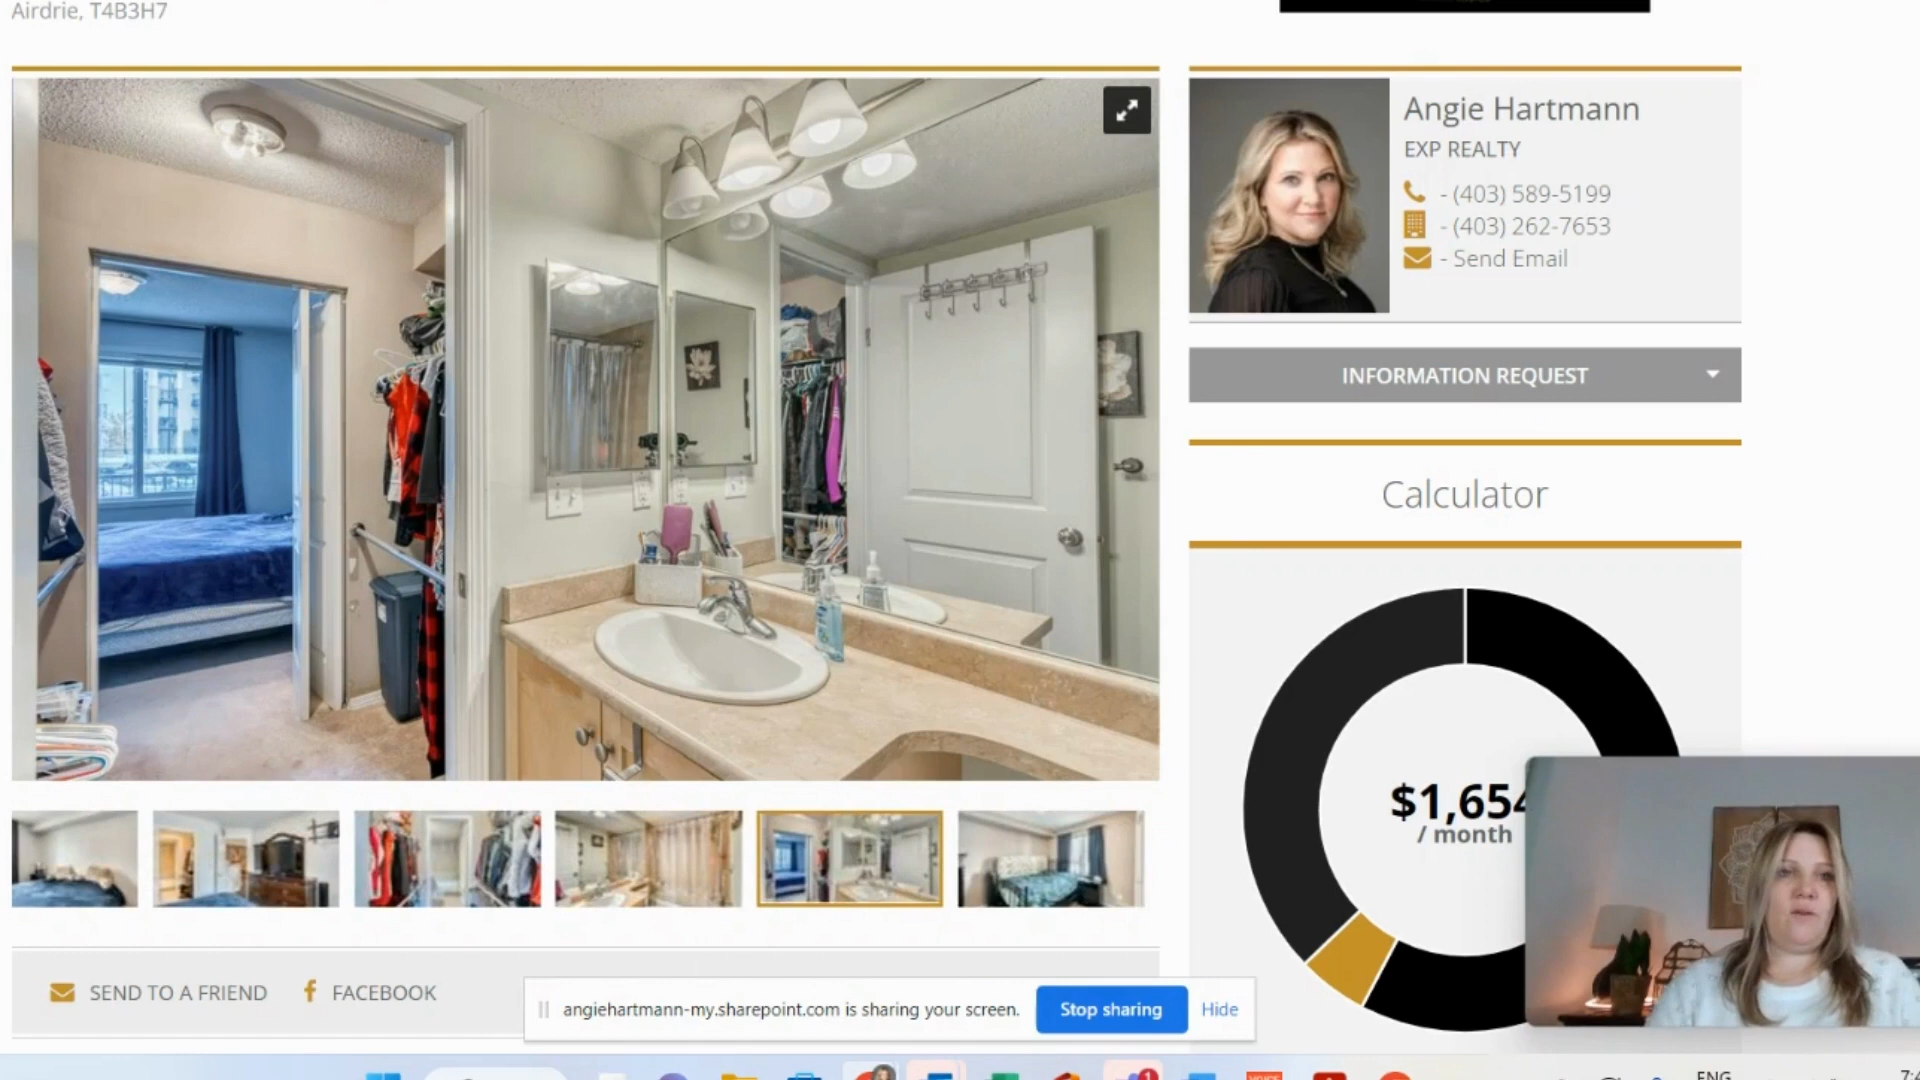 Airdrie, T4B3H7
Angie Hartmann
EXP REALTY
- (403) 589-5199
- (403) 262-7653
- Send Email
INFORMATION REQUEST
Calculator
$1,654
/ month
SEND TO A FRIEND
FACEBOOK
angiehartmann-my.sharepoint.com is sharing your screen.
Stop sharing
Hide
ENG